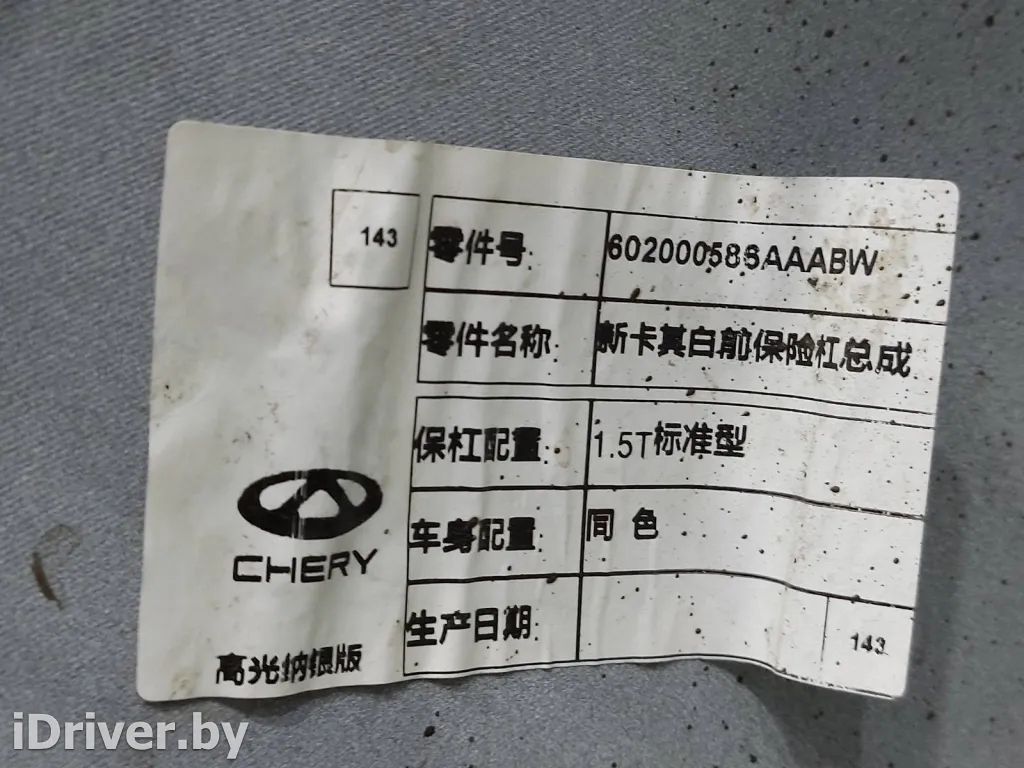 143
零件号: 602000586AAABW
零件名称: 新卡其白前保险杠总成
保杠配置: 1.5T标准型
车身配置: 同色
生产日期:
143
CHERY
高光纳银版
iDriver.by